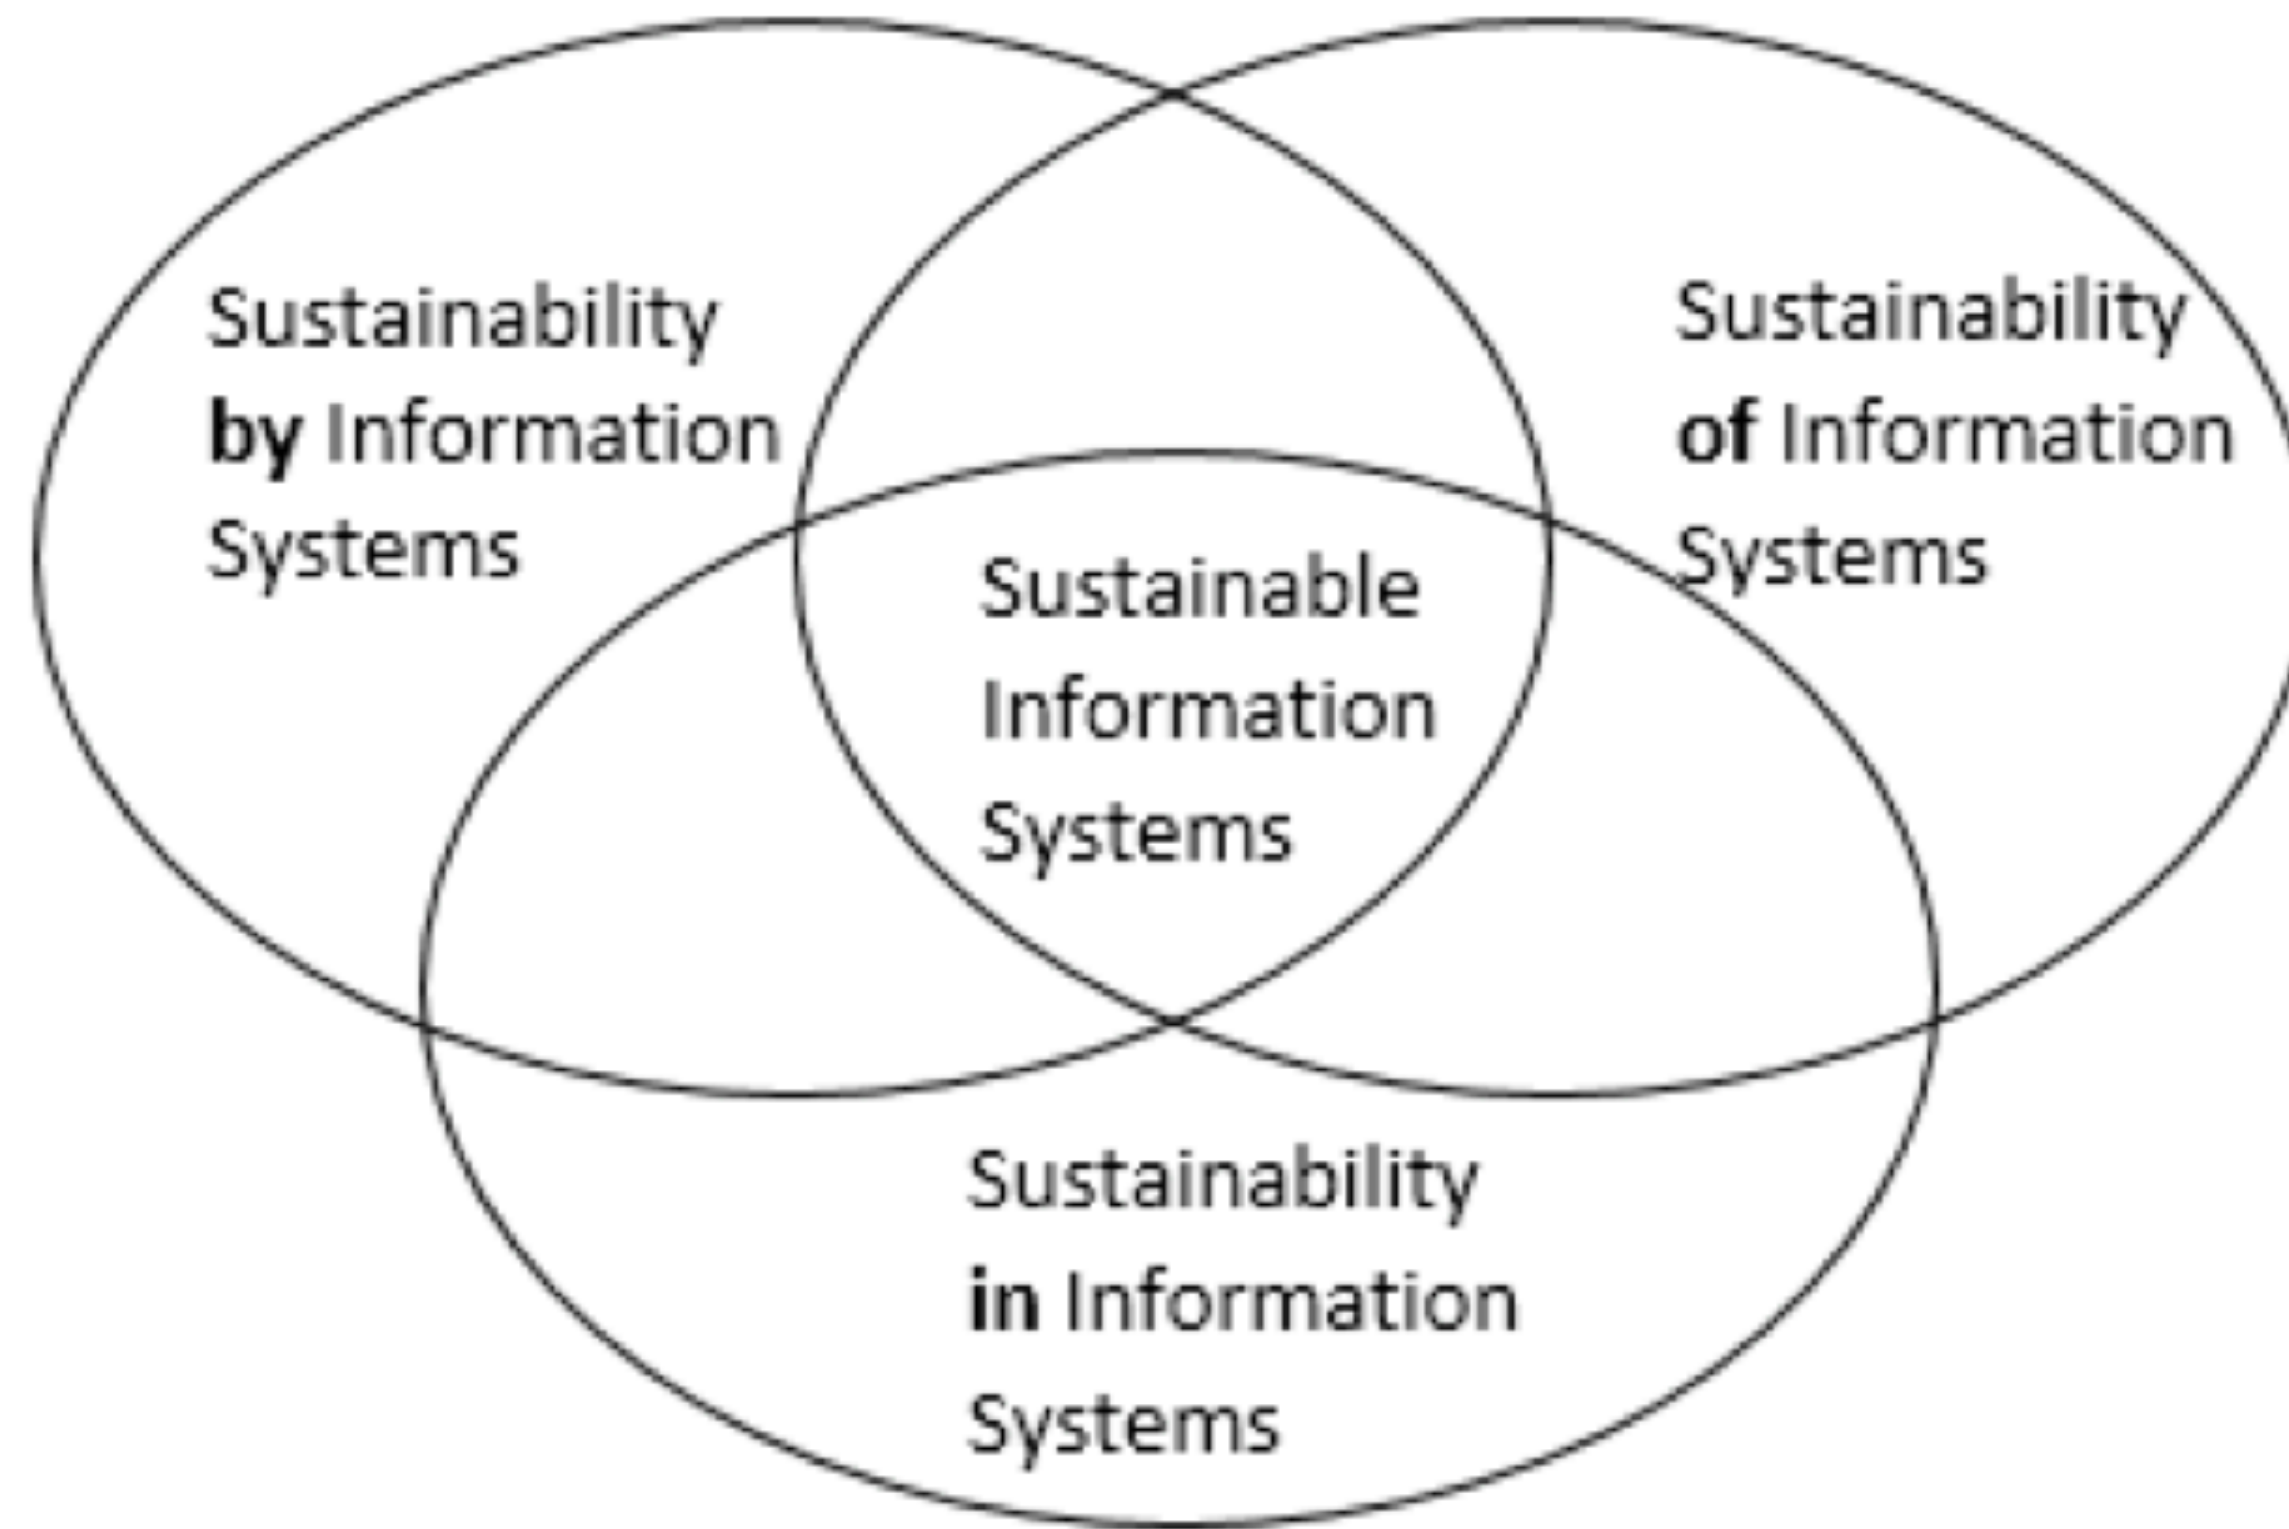 Sustainability
by Information
Systems
Sustainability
of Information
Systems
Sustainable
Information
Systems
Sustainability
in Information
Systems